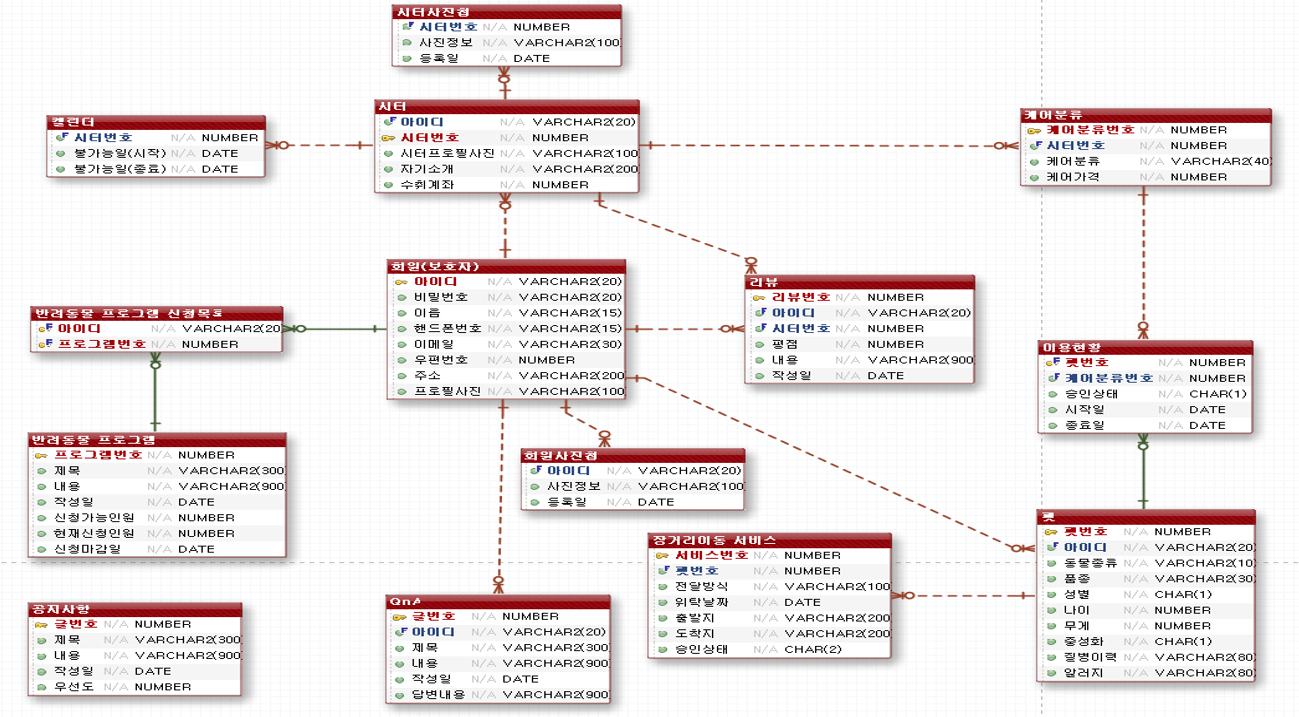 시터사진첩
시터번호 N/A NUMBER
사진정보 N/A VARCHAR2(100
등록일 N/A DATE
시터
아이디 N/A VARCHAR2(20)
시터번호 N/A NUMBER
시터프로필사진 N/A VARCHAR2(100
자기소개 N/A VARCHAR2(200
수취계좌 N/A NUMBER
캘린더
시터번호 N/A NUMBER
불가능일(시작) N/A DATE
불가능일(종료) N/A DATE
케어분류
케어분류번호 N/A NUMBER
시터번호 N/A NUMBER
케어분류 N/A VARCHAR2(40)
케어가격 N/A NUMBER
회원(보호자)
아이디 N/A VARCHAR2(20)
비밀번호 N/A VARCHAR2(20)
이름 N/A VARCHAR2(15)
핸드폰번호 N/A VARCHAR2(15)
이메일 N/A VARCHAR2(30)
우편번호 N/A NUMBER
주소 N/A VARCHAR2(200
프로필사진 N/A VARCHAR2(100
리뷰
리뷰번호 N/A NUMBER
아이디 N/A VARCHAR2(20)
시터번호 N/A NUMBER
평점 N/A NUMBER
내용 N/A VARCHAR2(900
작성일 N/A DATE
반려동물 프로그램 신청목록
아이디 N/A VARCHAR2(20
프로그램번호 N/A NUMBER
이용현황
펫번호 N/A NUMBER
케어분류번호 N/A NUMBER
승인상태 N/A CHAR(1)
시작일 N/A DATE
종료일 N/A DATE
반려동물 프로그램
프로그램번호 N/A NUMBER
제목 N/A VARCHAR2(300
내용 N/A VARCHAR2(900
작성일 N/A DATE
신청가능인원 N/A NUMBER
현재신청인원 N/A NUMBER
신청마감일 N/A DATE
회원사진첩
아이디 N/A VARCHAR2(20)
사진정보 N/A VARCHAR2(100
등록일 N/A DATE
장거리이동 서비스
서비스번호 N/A NUMBER
펫번호 N/A NUMBER
전달방식 N/A VARCHAR2(100
위탁날짜 N/A DATE
출발지 N/A VARCHAR2(200
도착지 N/A VARCHAR2(200
승인상태 N/A CHAR(2)
펫
펫번호 N/A NUMBER
아이디 N/A VARCHAR2(20)
동물종류 N/A VARCHAR2(10)
품종 N/A VARCHAR2(30)
성별 N/A CHAR(1)
나이 N/A NUMBER
무게 N/A NUMBER
중성화 N/A CHAR(1)
질병이력 N/A VARCHAR2(80)
알러지 N/A VARCHAR2(80)
공지사항
글번호 N/A NUMBER
제목 N/A VARCHAR2(300
내용 N/A VARCHAR2(900
작성일 N/A DATE
우선도 N/A NUMBER
QnA
글번호 N/A NUMBER
아이디 N/A VARCHAR2(20)
제목 N/A VARCHAR2(300
내용 N/A VARCHAR2(900
작성일 N/A DATE
답변내용 N/A VARCHAR2(900